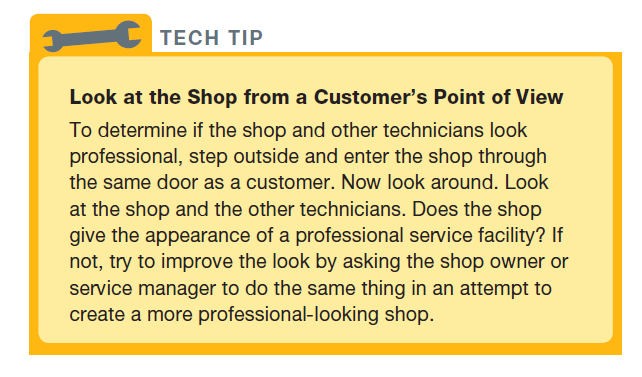 TECH TIP
Look at the Shop from a Customer’s Point of View
To determine if the shop and other technicians look
professional, step outside and enter the shop through
the same door as a customer. Now look around. Look
at the shop and the other technicians. Does the shop
give the appearance of a professional service facility? If
not, try to improve the look by asking the shop owner or
service manager to do the same thing in an attempt to
create a more professional-looking shop.